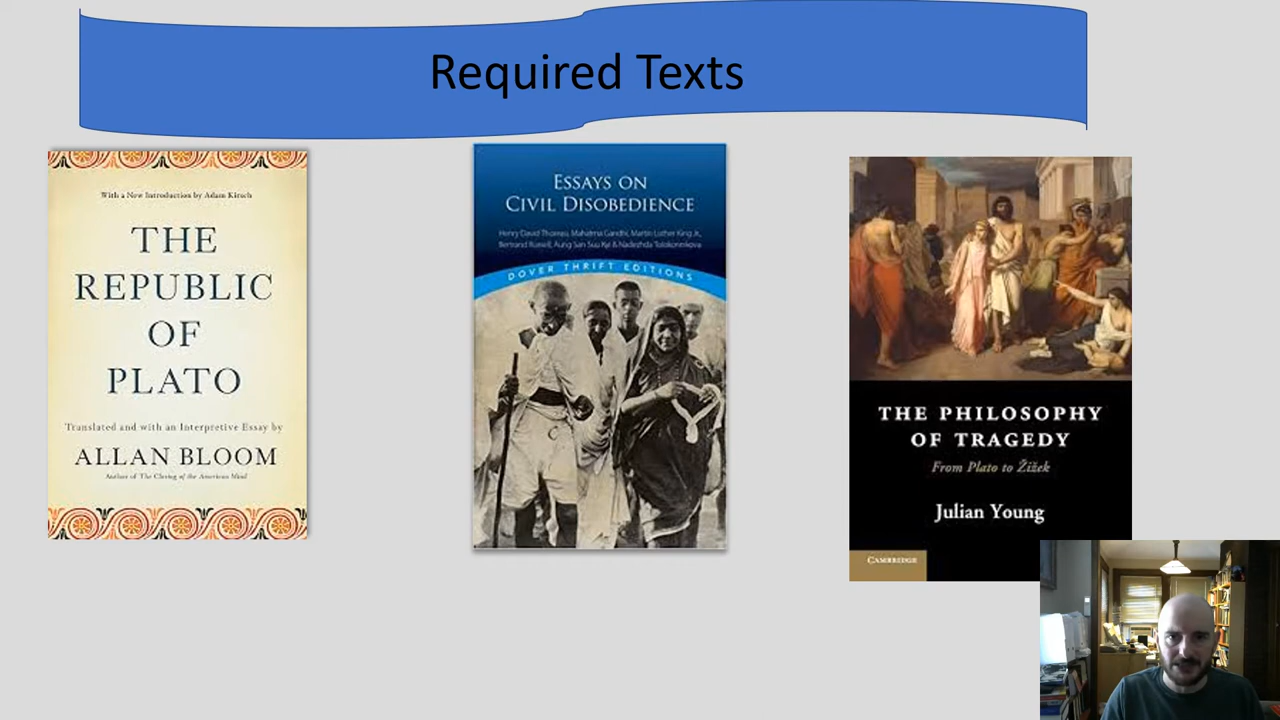 Required Texts
With a New Introduction by Adam Kirsch
THE
REPUBLIC
OF
PLATO
Translated and with an Interpretive Essay by
ALLAN BLOOM
Author of The Closing of the American Mind
ESSAYS ON
CIVIL DISOBEDIENCE
Henry David Thoreau, Mahatma Gandhi, Martin Luther King Jr.,
Bertrand Russell, Aung San Suu Kyi & Nadezhda Tolokonnikova
DOVER THRIFT EDITIONS
THE PHILOSOPHY
OF TRAGEDY
From Plato to Žižek
Julian Young
CAMBRIDGE